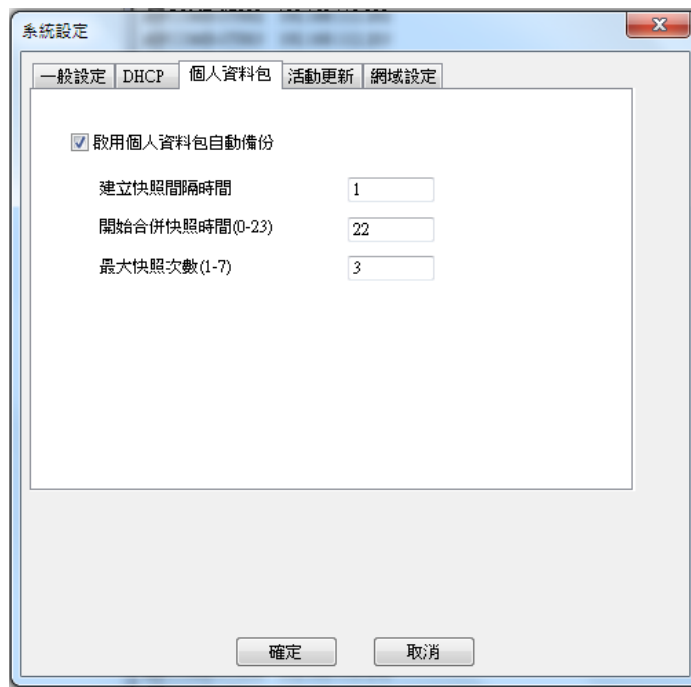 系統設定
一般設定 DHCP 個人資料包 活動更新 網域設定
啟用個人資料包自動備份
建立快照間隔時間 1
開始合併快照時間(0-23) 22
最大快照次數(1-7) 3
確定 取消